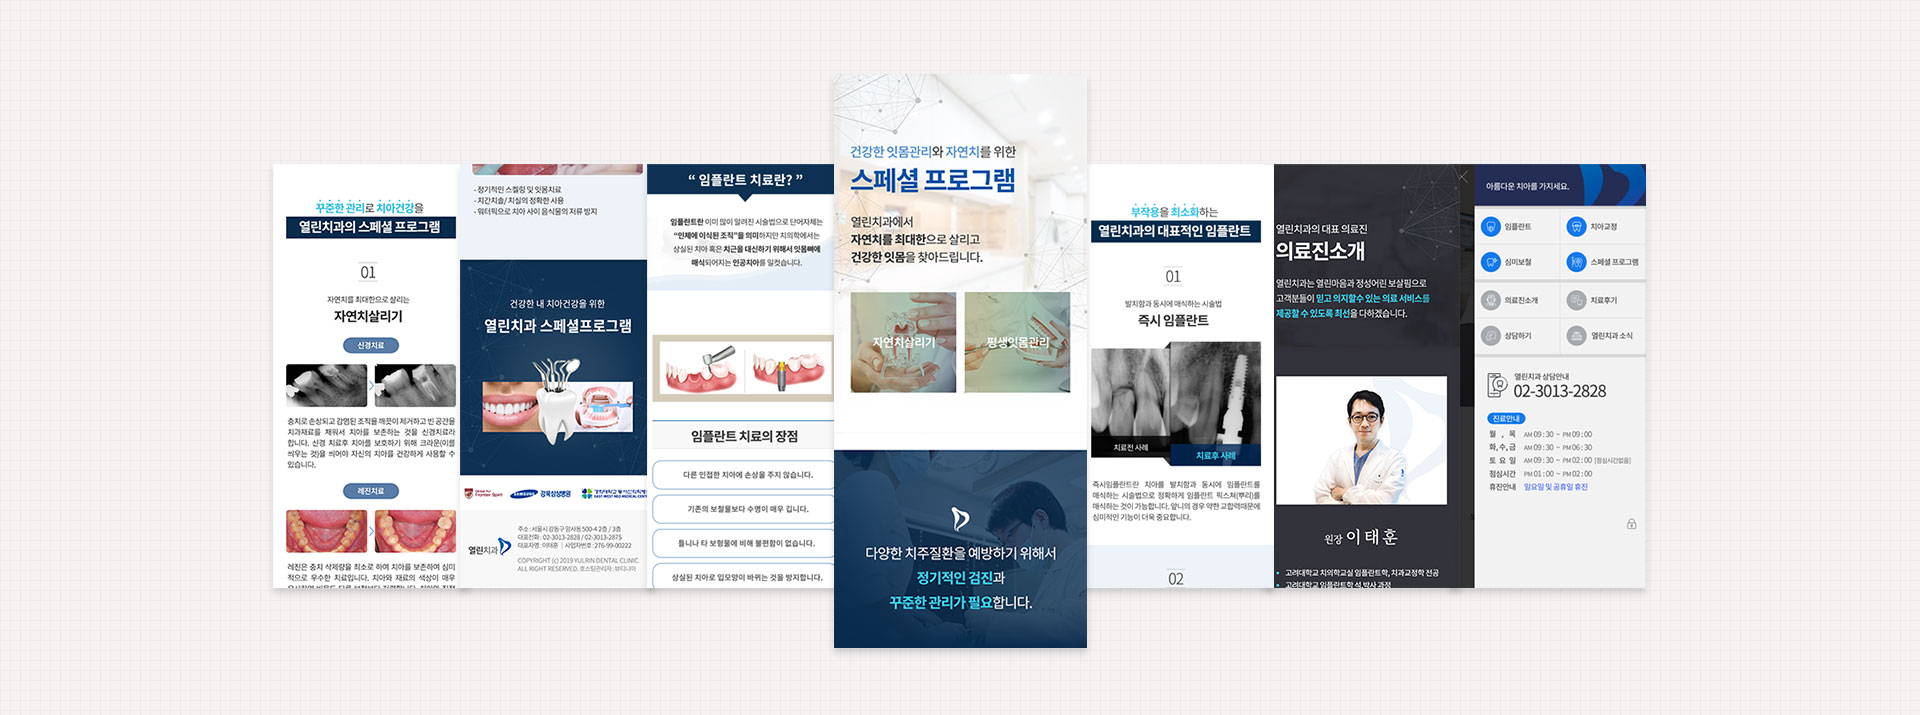 꾸준한 관리로 치아건강을
열린치과의 스페셜 프로그램
01
자연치를 최대한으로 살리는
자연치살리기
신경치료
충치로 손상되고 감염된 조직을 깨끗이 제거하고 빈 공간을
치과재료를 채워서 치아를 보존하는 것을 신경치료라
합니다. 신경 치료후 치아를 보호하기 위해 크라운(이를
씌우는 것)을 씌어야 자신의 치아를 건강하게 사용할 수
있습니다.
레진치료
레진은 충치 삭제량을 최소로 하여 치아를 보존하여 심미
적으로 우수한 치료입니다. 치아와 재료의 색상이 매우
- 정기적인 스켈링 및 잇몸치료
- 치간치솔/ 치실의 정확한 사용
- 워터픽으로 치아 사이 음식물의 저류 방지
건강한 내 치아건강을 위한
열린치과 스페셜프로그램
Frontier Spirit
SAMSUNG 강북삼성병원
EAST-WEST NEO MEDICAL CENT
열린치과
주소 : 서울시 강동구 암사동 500-4 2층 / 3층
대표전화 : 02-3013-2828 / 02-3013-2875
대표자명 : 이태훈 | 사업자번호 : 276-99-00222
COPYRIGHT (c) 2019 YULRIN DENTAL CLINIC.
ALL RIGHT RESERVED. 호스팅관리자 : 뷰티니아
“ 임플란트 치료란? ”
임플란트란 이미 많이 알려진 시술법으로 단어자체는
“인체에 이식된 조직”을 의미하지만 치의학에서는
상실된 치아 혹은 치근을 대신하기 위해서 잇몸뼈에
매식되어지는 인공치아를 일컷습니다.
임플란트 치료의 장점
다른 인접한 치아에 손상을 주지 않습니다.
기존의 보철물보다 수명이 매우 깁니다.
틀니나 타 보형물에 비해 불편함이 없습니다.
상실된 치아로 입모양이 바뀌는 것을 방지합니다.
건강한 잇몸관리와 자연치를 위한
스페셜 프로그램
열린치과에서
자연치를 최대한으로 살리고
건강한 잇몸을 찾아드립니다.
자연치살리기
평생잇몸관리
다양한 치주질환을 예방하기 위해서
정기적인 검진과
꾸준한 관리가 필요합니다.
부작용을 최소화하는
열린치과의 대표적인 임플란트
01
발치함과 동시에 매식하는 시술법
즉시 임플란트
치료전 사례
치료후 사례
즉시임플란트란 치아를 발치함과 동시에 임플란트를
매식하는 시술법으로 정확하게 임플란트 픽스쳐(뿌리)를
매식하는 것이 가능합니다. 앞니의 경우 약한 교합력때문에
심미적인 기능이 더욱 중요합니다.
02
열린치과의 대표 의료진
의료진소개
열린치과는 열린마음과 정성어린 보살핌으로
고객분들이 믿고 의지할수 있는 의료 서비스를
제공할 수 있도록 최선을 다하겠습니다.
원장 이태훈
• 고려대학교 치의학교실 임플란트학, 치과교정학 전공
• 고려대학교 임플란트학 석,박사 과정
아름다운 치아를 가지세요.
임플란트
치아교정
심미보철
스페셜 프로그램
의료진소개
치료후기
상담하기
열린치과 소식
열린치과 상담안내
02-3013-2828
진료안내
월 , 목 AM 09 : 30 ~ PM 09 : 00
화,수,금 AM 09 : 30 ~ PM 06 : 30
토 요 일 AM 09 : 30 ~ PM 02 : 00 [점심시간없음]
점심시간 PM 01 : 00 ~ PM 02 : 00
휴진안내 일요일 및 공휴일 휴진